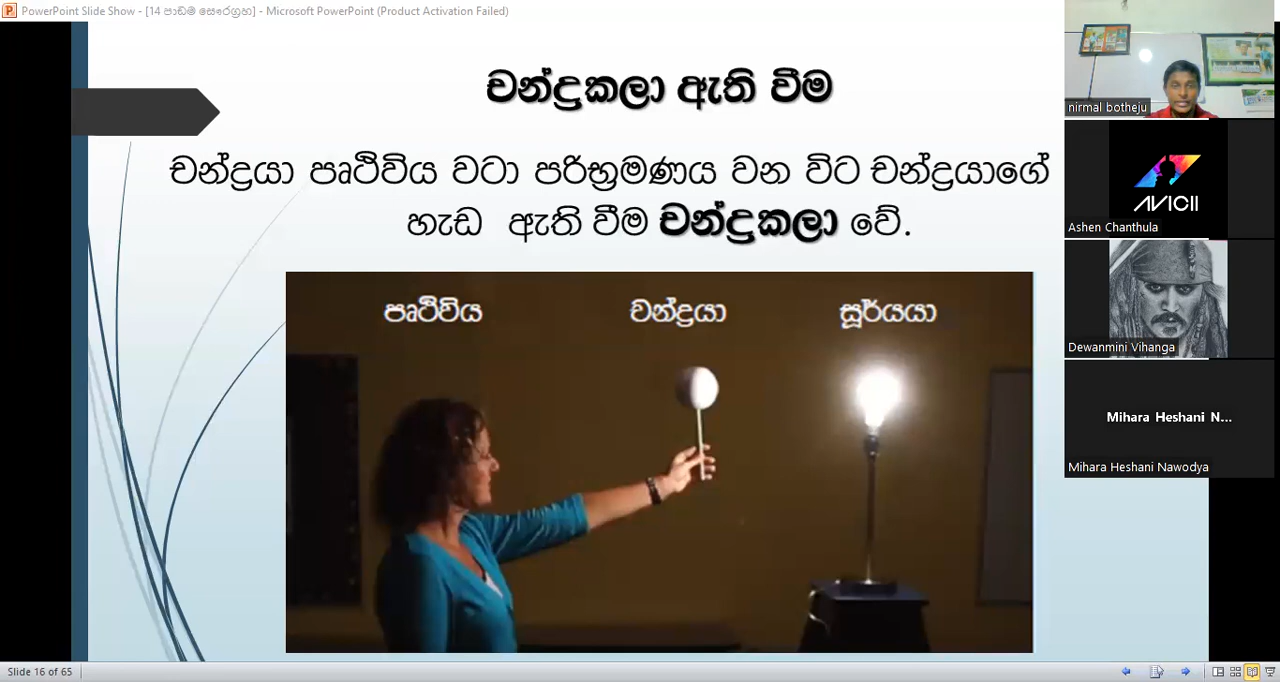 PowerPoint Slide Show - [14 පාඩම සෞරග්‍රහ] - Microsoft PowerPoint (Product Activation Failed)
චන්ද්‍රකලා ඇති වීම
චන්ද්‍රයා පෘථිවිය වටා පරිභ්‍රමණය වන විට චන්ද්‍රයාගේ
හැඩ ඇති වීම චන්ද්‍රකලා වේ.
පෘථිවිය චන්ද්‍රයා සූර්යයා
nirmal botheju
AVICII
Ashen Chanthula
Dewanmini Vihanga
Mihara Heshani N...
Mihara Heshani Nawodya
Slide 16 of 65